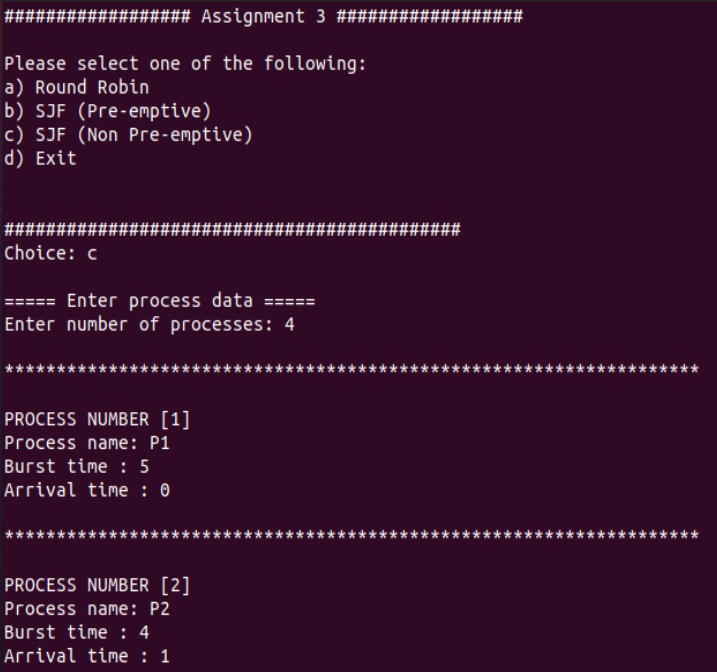 ################## Assignment 3 ##################
Please select one of the following:
a) Round Robin
b) SJF (Pre-emptive)
c) SJF (Non Pre-emptive)
d) Exit
############################################
Choice: c
===== Enter process data =====
Enter number of processes: 4
*******************************************************************
PROCESS NUMBER [1]
Process name: P1
Burst time : 5
Arrival time : 0
*******************************************************************
PROCESS NUMBER [2]
Process name: P2
Burst time : 4
Arrival time : 1